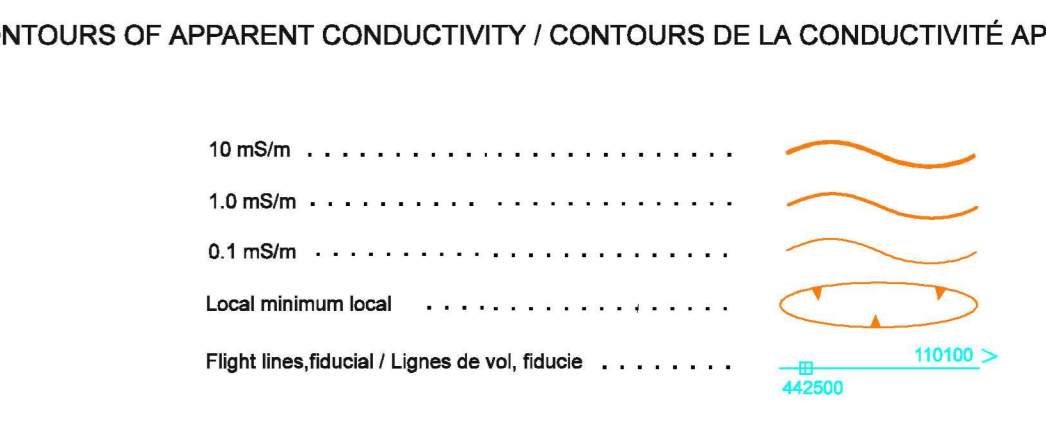 ONTOURS OF APPARENT CONDUCTIVITY / CONTOURS DE LA CONDUCTIVITÉ AP
10 mS/m
1.0 mS/m
0.1 mS/m
Local minimum local
Flight lines,fiducial / Lignes de vol, fiducie
110100 >
442500